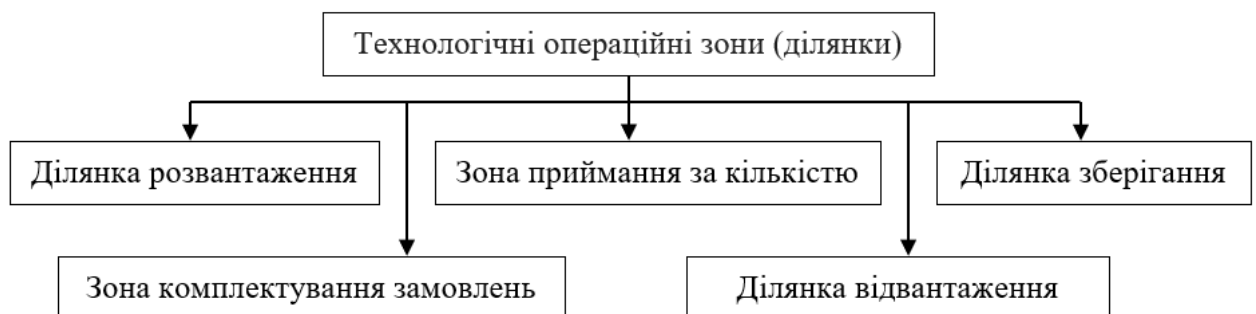 Технологічні операційні зони (ділянки)
Ділянка розвантаження
Зона приймання за кількістю
Ділянка зберігання
Зона комплектування замовлень
Ділянка відвантаження